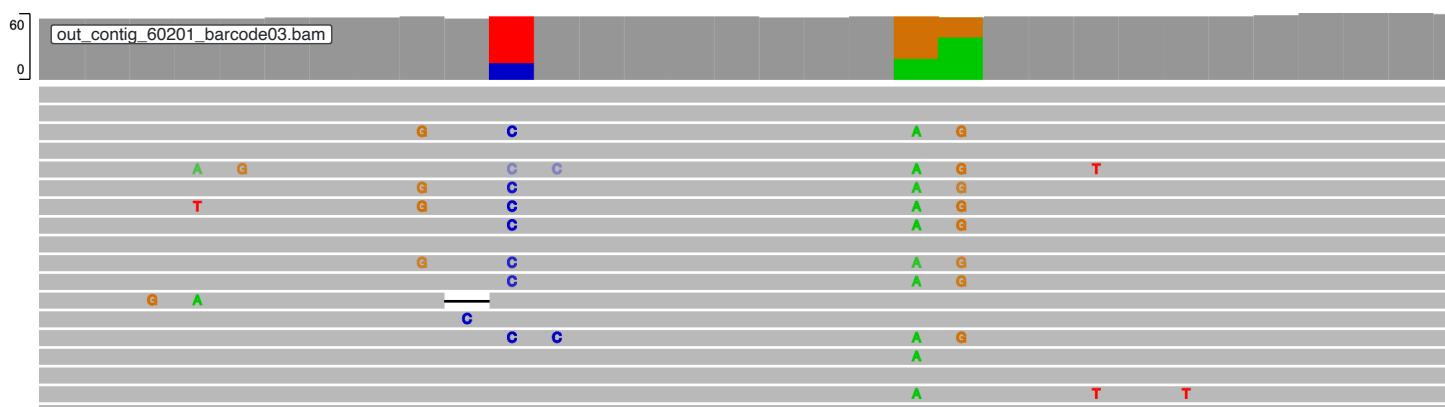 60
out_contig_60201_barcode03.bam
0
G C A G
A G C C A G T
G C A G
T G C A G
C A G
G C A G
C A G
G A
C
C C A G
A
A T T